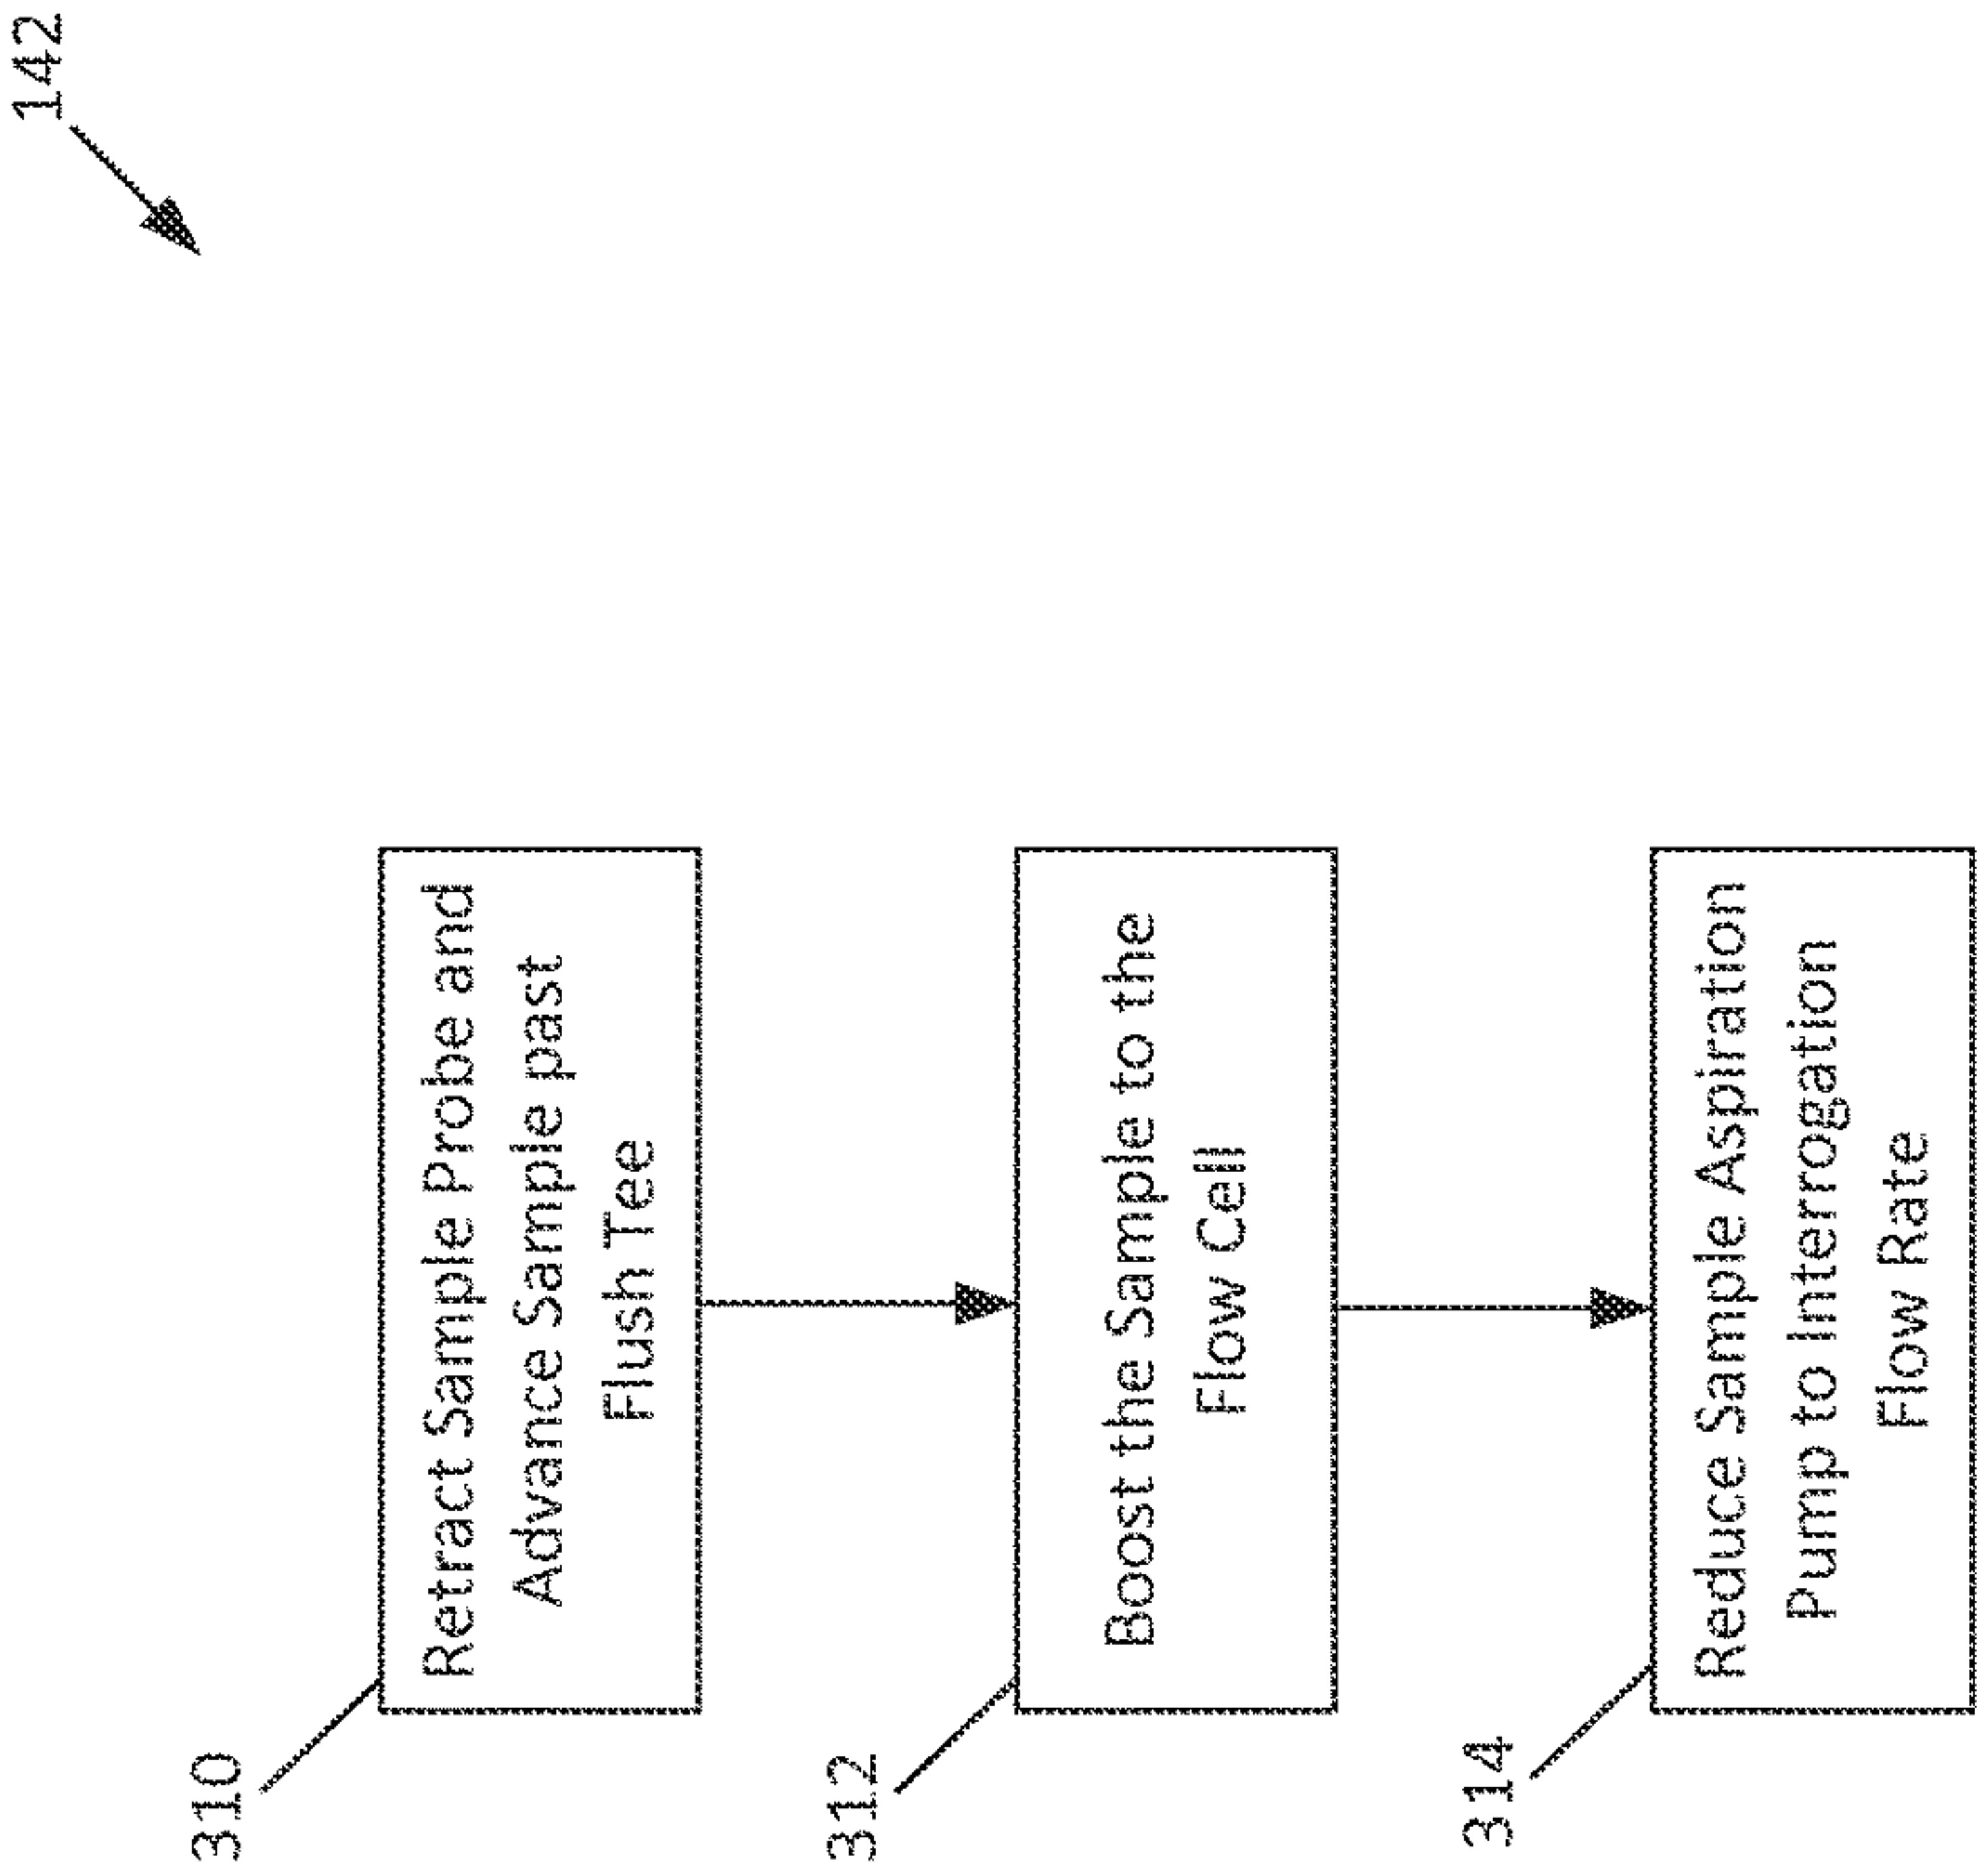 142
310
Retract Sample Probe and
Advance Sample past
Flush Tee
312
Boost the Sample to the
Flow Cell
314
Reduce Sample Aspiration
Pump to Interrogation
Flow Rate